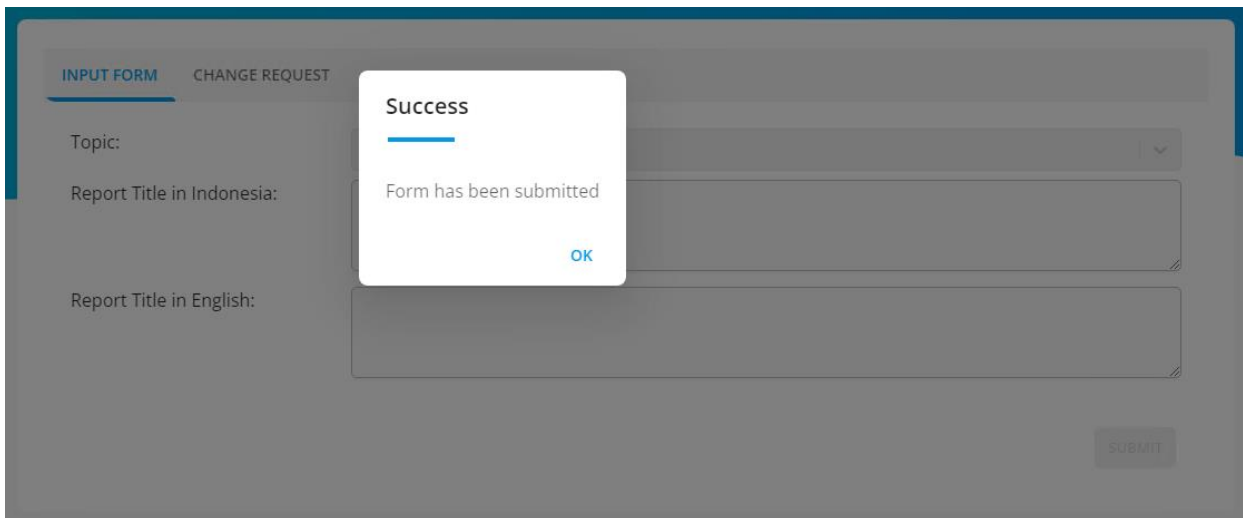 INPUT FORM CHANGE REQUEST
Success
Topic:
Report Title in Indonesia:
Form has been submitted
OK
Report Title in English:
SUBMIT